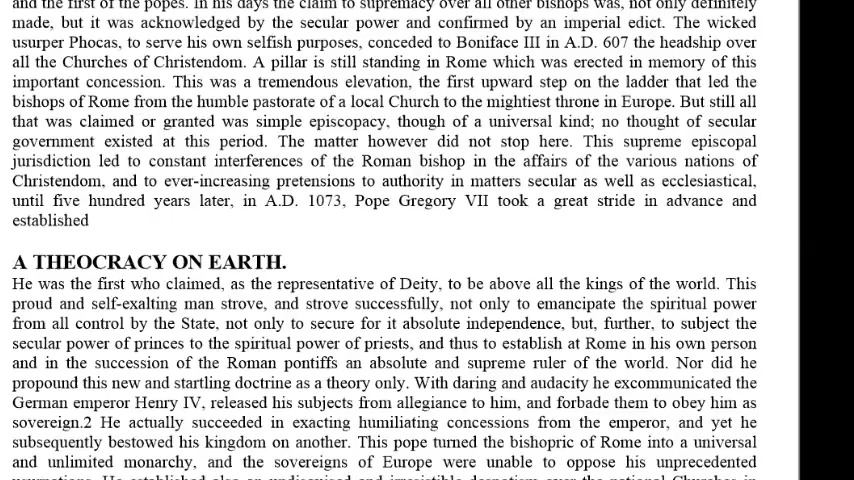 and the first of the popes. In his days the claim to supremacy over all other bishops was, not only definitely
made, but it was acknowledged by the secular power and confirmed by an imperial edict. The wicked
usurper Phocas, to serve his own selfish purposes, conceded to Boniface III in A.D. 607 the headship over
all the Churches of Christendom. A pillar is still standing in Rome which was erected in memory of this
important concession. This was a tremendous elevation, the first upward step on the ladder that led the
bishops of Rome from the humble pastorate of a local Church to the mightiest throne in Europe. But still all
that was claimed or granted was simple episcopacy, though of a universal kind; no thought of secular
government existed at this period. The matter however did not stop here. This supreme episcopal
jurisdiction led to constant interferences of the Roman bishop in the affairs of the various nations of
Christendom, and to ever-increasing pretensions to authority in matters secular as well as ecclesiastical,
until five hundred years later, in A.D. 1073, Pope Gregory VII took a great stride in advance and
established
A THEOCRACY ON EARTH.
He was the first who claimed, as the representative of Deity, to be above all the kings of the world. This
proud and self-exalting man strove, and strove successfully, not only to emancipate the spiritual power
from all control by the State, not only to secure for it absolute independence, but, further, to subject the
secular power of princes to the spiritual power of priests, and thus to establish at Rome in his own person
and in the succession of the Roman pontiffs an absolute and supreme ruler of the world. Nor did he
propound this new and startling doctrine as a theory only. With daring and audacity he excommunicated the
German emperor Henry IV, released his subjects from allegiance to him, and forbade them to obey him as
sovereign.2 He actually succeeded in exacting humiliating concessions from the emperor, and yet he
subsequently bestowed his kingdom on another. This pope turned the bishopric of Rome into a universal
and unlimited monarchy, and the sovereigns of Europe were unable to oppose his unprecedented
usurpations. He established also an undisguised and irresistible despotism over the national Churches in